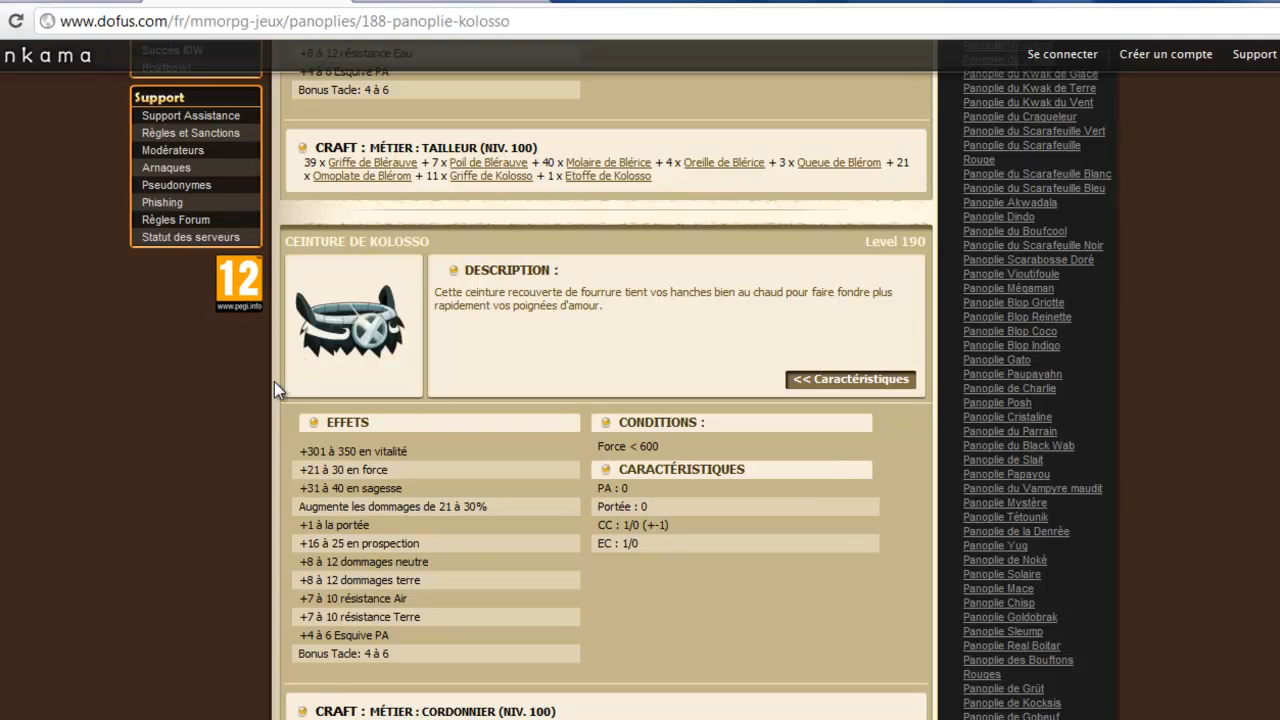 www.dofus.com/fr/mmorpg-jeux/panoplies/188-panoplie-kolosso
nkama
Se connecter
Créer un compte
Support
Succès IOW
Boufbowl
Support
Support Assistance
Règles et Sanctions
Modérateurs
Arnaques
Pseudonymes
Phishing
Règles Forum
Statut des serveurs
12
www.pegi.info
+8 à 12 résistance Eau
+4 à 6 Esquive PA
Bonus Tacle: 4 à 6
CRAFT : MÉTIER : TAILLEUR (NIV. 100)
39 x Griffe de Blérauve + 7 x Poil de Blérauve + 40 x Molaire de Blérice + 4 x Oreille de Blérice + 3 x Queue de Blérom + 21
x Omoplate de Blérom + 11 x Griffe de Kolosso + 1 x Etoffe de Kolosso
CEINTURE DE KOLOSSO
Level 190
DESCRIPTION :
Cette ceinture recouverte de fourrure tient vos hanches bien au chaud pour faire fondre plus
rapidement vos poignées d'amour.
<< Caractéristiques
EFFETS
+301 à 350 en vitalité
+21 à 30 en force
+31 à 40 en sagesse
Augmente les dommages de 21 à 30%
+1 à la portée
+16 à 25 en prospection
+8 à 12 dommages neutre
+8 à 12 dommages terre
+7 à 10 résistance Air
+7 à 10 résistance Terre
+4 à 6 Esquive PA
Bonus Tacle: 4 à 6
CONDITIONS :
Force < 600
CARACTÉRISTIQUES
PA : 0
Portée : 0
CC : 1/0 (+-1)
EC : 1/0
CRAFT : MÉTIER : CORDONNIER (NIV. 100)
Panoplie du Kwak de Glace
Panoplie du Kwak de Terre
Panoplie du Kwak du Vent
Panoplie du Craqueleur
Panoplie du Scarafeuille Vert
Panoplie du Scarafeuille
Rouge
Panoplie du Scarafeuille Blanc
Panoplie du Scarafeuille Bleu
Panoplie Akwadala
Panoplie Dindo
Panoplie du Boufcool
Panoplie du Scarafeuille Noir
Panoplie Scarabosse Doré
Panoplie Vioutifoule
Panoplie Mégaman
Panoplie Blop Griotte
Panoplie Blop Reinette
Panoplie Blop Coco
Panoplie Blop Indigo
Panoplie Gato
Panoplie Paupayahn
Panoplie de Charlie
Panoplie Posh
Panoplie Cristaline
Panoplie du Parrain
Panoplie du Black Wab
Panoplie de Slait
Panoplie Papayou
Panoplie du Vampyre maudit
Panoplie Mystère
Panoplie Tétounik
Panoplie de la Denrée
Panoplie Yug
Panoplie de Noké
Panoplie Solaire
Panoplie Mace
Panoplie Chisp
Panoplie Goldobrak
Panoplie Sleump
Panoplie Real Boitar
Panoplie des Bouftons
Rouges
Panoplie de Grüt
Panoplie de Kocksis
Panoplie de Gobeuf